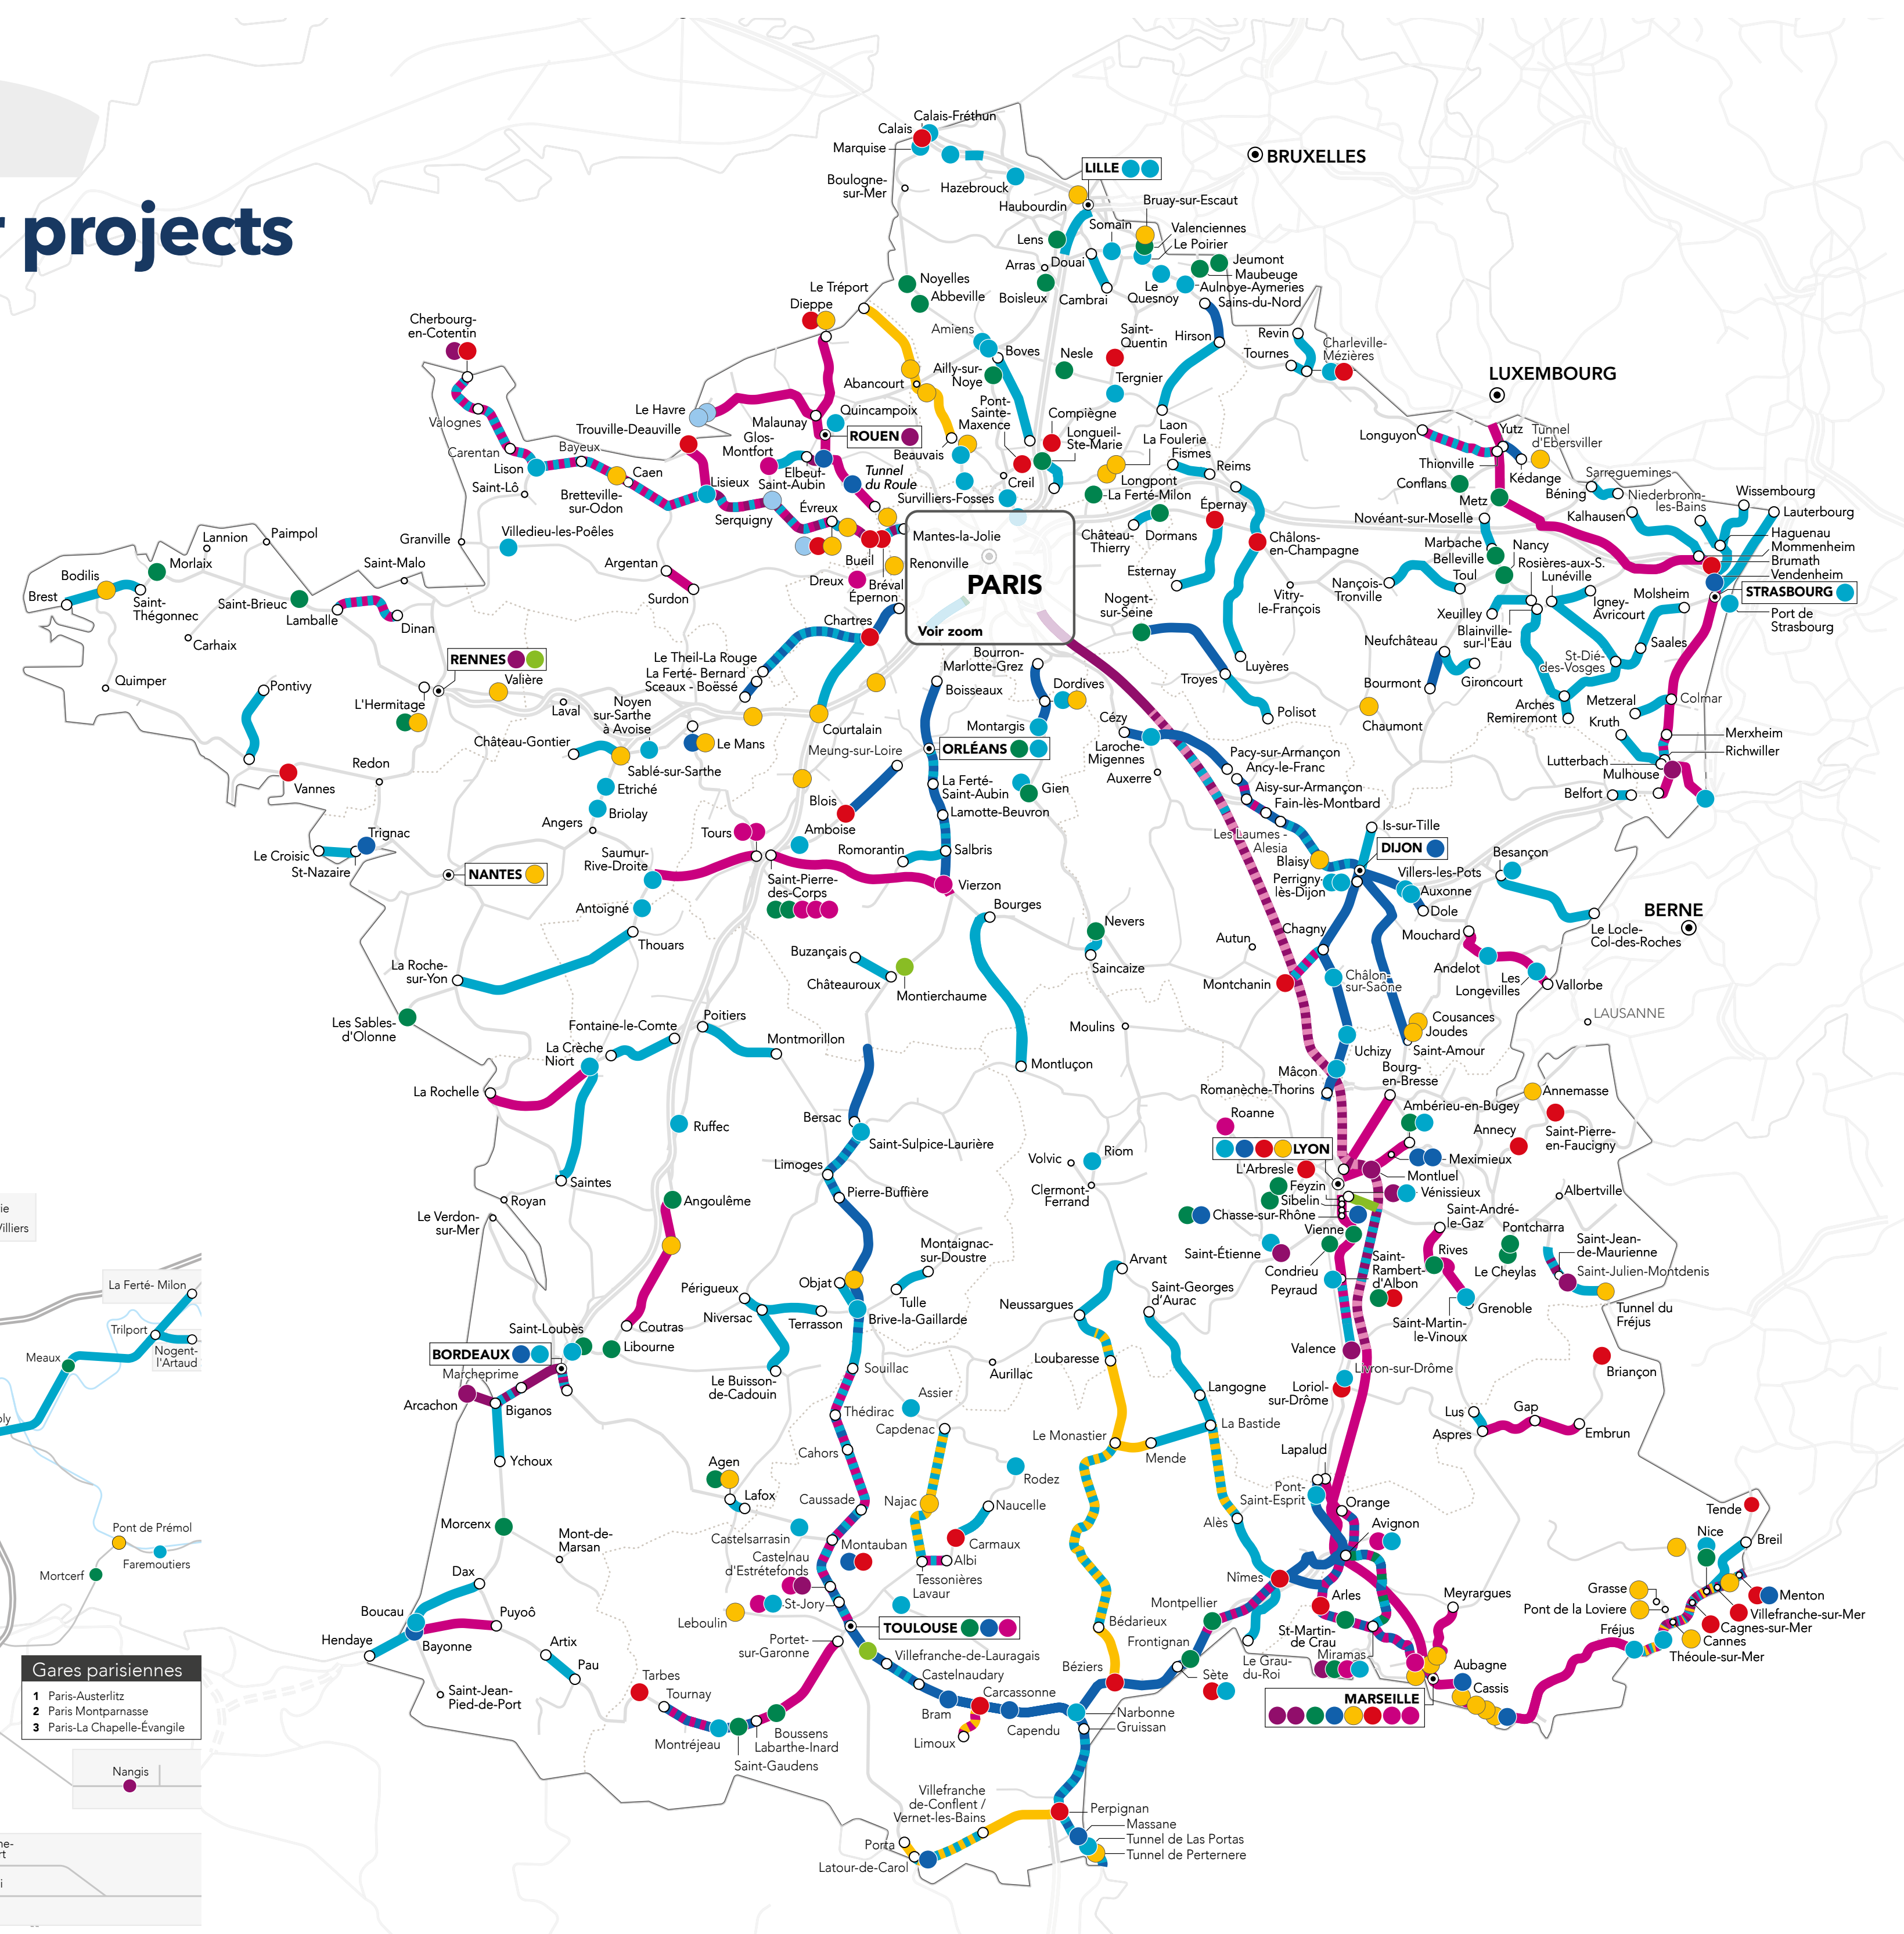 projects
Calais-Fréthun
Calais
Marquise
Boulogne-
sur-Mer
Hazebrouck
LILLE
BRUXELLES
Haubourdin
Bruay-sur-Escaut
Somain
Valenciennes
Le Poirier
Lens
Arras
Douai
Jeumont
Maubeuge
Aulnoye-Aymeries
Boisleux
Cambrai
Le
Quesnoy
Sains-du-Nord
Noyelles
Abbeville
Le Tréport
Dieppe
Cherbourg-
en-Cotentin
Amiens
Boves
Nesle
Saint-
Quentin
Hirson
Revin
Tournes
Charleville-
Mézières
Ailly-sur-
Noye
Abancourt
Tergnier
LUXEMBOURG
Valognes
Le Havre
Quincampoix
Malaunay
ROUEN
Pont-
Sainte-
Maxence
Compiègne
Longueil-
Ste-Marie
Laon
La Foulerie
Fismes
Reims
Longuyon
Yutz
Tunnel
d'Ebersviller
Carentan
Bayeux
Trouville-Deauville
Glos-
Montfort
Elbeuf-
Saint-Aubin
Beauvais
Creil
Longpont
La Ferté-Milon
Thionville
Kédange
Sarreguemines
Lison
Caen
Lisieux
Tunnel
du Roule
Survilliers-Fosses
Épernay
Conflans
Metz
Béning
Niederbronn-
les-Bains
Wissembourg
Saint-Lô
Bretteville-
sur-Odon
Serquigny
Évreux
Kalhausen
Lauterbourg
Novéant-sur-Moselle
Villedieu-les-Poêles
Granville
Mantes-la-Jolie
Château-
Thierry
Dormans
Châlons-
en-Champagne
Haguenau
Mommenheim
Brumath
Vendenheim
Lannion
Paimpol
Morlaix
Saint-Malo
Argentan
Bueil
Renonville
Dreux
Bréval
Épernon
PARIS
Voir zoom
Esternay
Vitry-
le-François
Marbache
Belleville
Nancy
Rosières-aux-S.
Lunéville
Toul
Nançois-
Tronville
Xeuilley
Igney-
Avricourt
Molsheim
STRASBOURG
Port de
Strasbourg
Bodilis
Brest
Saint-
Thégonnec
Saint-Brieuc
Lamballe
Dinan
Surdon
Chartres
Nogent-
sur-Seine
Blainville-
sur-l'Eau
Neufchâteau
St-Dié-
des-Vosges
Saales
Carhaix
RENNES
Valière
Le Theil-La Rouge
La Ferté- Bernard
Sceaux - Boëssé
Bourron-
Marlotte-Grez
Luyères
Troyes
Bourmont
Gironcourt
Quimper
Pontivy
L'Hermitage
Laval
Noyen
sur-Sarthe
à Avoise
Boisseaux
Dordives
Polisot
Chaumont
Arches
Remiremont
Metzeral
Colmar
Kruth
Château-Gontier
Le Mans
Courtalain
Montargis
Cézy
Laroche-
Migennes
Meung-sur-Loire
ORLÉANS
Pacy-sur-Armançon
Ancy-le-Franc
Merxheim
Richwiller
Redon
Vannes
Sablé-sur-Sarthe
Etriché
Briolay
Angers
Blois
La Ferté-
Saint-Aubin
Gien
Auxerre
Aisy-sur-Armançon
Fain-lès-Montbard
Lutterbach
Mulhouse
Belfort
Lamotte-Beuvron
Trignac
Le Croisic
St-Nazaire
Tours
Amboise
Romorantin
Salbris
Les Laumes -
Alesia
Is-sur-Tille
DIJON
Saumur-
Rive-Droite
Blaisy
Perrigny-
lès-Dijon
Villers-les-Pots
Auxonne
Besançon
NANTES
Saint-Pierre-
des-Corps
Vierzon
Dole
Antoigné
Bourges
BERNE
Nevers
Autun
Chagny
Mouchard
Le Locle-
Col-des-Roches
Thouars
Buzançais
Saincaize
Châteauroux
Montierchaume
La Roche-
sur-Yon
Montchanin
Châlon-
sur-Saône
Andelot
Les
Longevilles
Vallorbe
Les Sables-
d'Olonne
Fontaine-le-Comte
Poitiers
Moulins
Cousances
Joudes
Saint-Amour
LAUSANNE
La Crèche
Niort
Montmorillon
Montluçon
Uchizy
Mâcon
Bourg-
en-Bresse
La Rochelle
Romanèche-Thorins
Annemasse
Bersac
Saint-Sulpice-Laurière
Roanne
Ambérieu-en-Bugey
Ruffec
Annecy
Saint-Pierre-
en-Faucigny
LYON
Limoges
Volvic
Riom
L'Arbresle
Meximieux
Saintes
Clermont-
Ferrand
Feyzin
Sibelin
Montluel
Vénissieux
Albertville
Pierre-Buffière
Royan
Angoulême
Le Verdon-
sur-Mer
Chasse-sur-Rhône
Vienne
Saint-André-
le-Gaz
Pontcharra
Saint-Jean-
de-Maurienne
Saint-Étienne
Condrieu
Peyraud
Saint-
Rambert-
d'Albon
Rives
Le Cheylas
Saint-Julien-Montdenis
Montaignac-
sur-Doustre
Arvant
Objat
Tulle
Saint-Georges
d'Aurac
Grenoble
Tunnel du
Fréjus
Périgueux
Niversac
Terrasson
Brive-la-Gaillarde
Neussargues
Saint-Martin-
le-Vinoux
Coutras
Saint-Loubès
Libourne
BORDEAUX
Valence
Livron-sur-Drôme
Briançon
Marcheprime
Souillac
Loubaresse
Aurillac
Le Buisson-
de-Cadouin
Loriol-
sur-Drôme
Arcachon
Biganos
Assier
Langogne
Thédirac
Capdenac
La Bastide
Lus
Aspres
Gap
Embrun
Le Monastier
Mende
Ychoux
Cahors
Agen
Lafox
Rodez
Lapalud
Pont-
Saint-Esprit
Caussade
Najac
Naucelle
Orange
Tende
Morcenx
Mont-de-
Marsan
Castelsarrasin
Montauban
Carmaux
Alès
Avignon
Nice
Breil
Castelnau
d'Estrétefonds
Albi
Tessonières
Dax
St-Jory
Lavaur
Nîmes
Arles
Meyrargues
Grasse
Pont de la Loviere
Menton
Villefranche-sur-Mer
Cagnes-sur-Mer
Cannes
Théoule-sur-Mer
Fréjus
Leboulin
Montpellier
Boucau
Puyoô
Bayonne
TOULOUSE
Bédarieux
Frontignan
St-Martin-
de Crau
Miramas
Hendaye
Artix
Pau
Portet-
sur-Garonne
Villefranche-de-Lauragais
Le Grau-
du-Roi
Aubagne
Castelnaudary
Béziers
Sète
Cassis
Saint-Jean-
Pied-de-Port
Tarbes
Tournay
Carcassonne
MARSEILLE
Bram
Capendu
Narbonne
Gruissan
Limoux
Montréjeau
Boussens
Labarthe-Inard
Saint-Gaudens
Villefranche
de-Conflent /
Vernet-les-Bains
Perpignan
Massane
Tunnel de Las Portas
Tunnel de Perternere
Porta
Latour-de-Carol
La Ferté- Milon
Trilport
Nogent-
l'Artaud
Meaux
Pont de Prémol
Faremoutiers
Mortcerf
Gares parisiennes
1 Paris-Austerlitz
2 Paris Montparnasse
3 Paris-La Chapelle-Évangile
Nangis